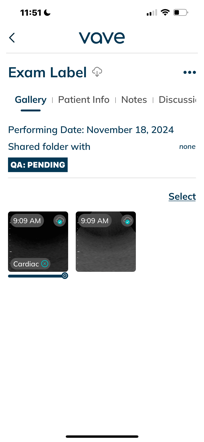 11:51
vave
Exam Label
Gallery Patient Info Notes Discussi
Performing Date: November 18, 2024
Shared folder with none
QA: PENDING
Select
9:09 AM 9:09 AM
Cardiac